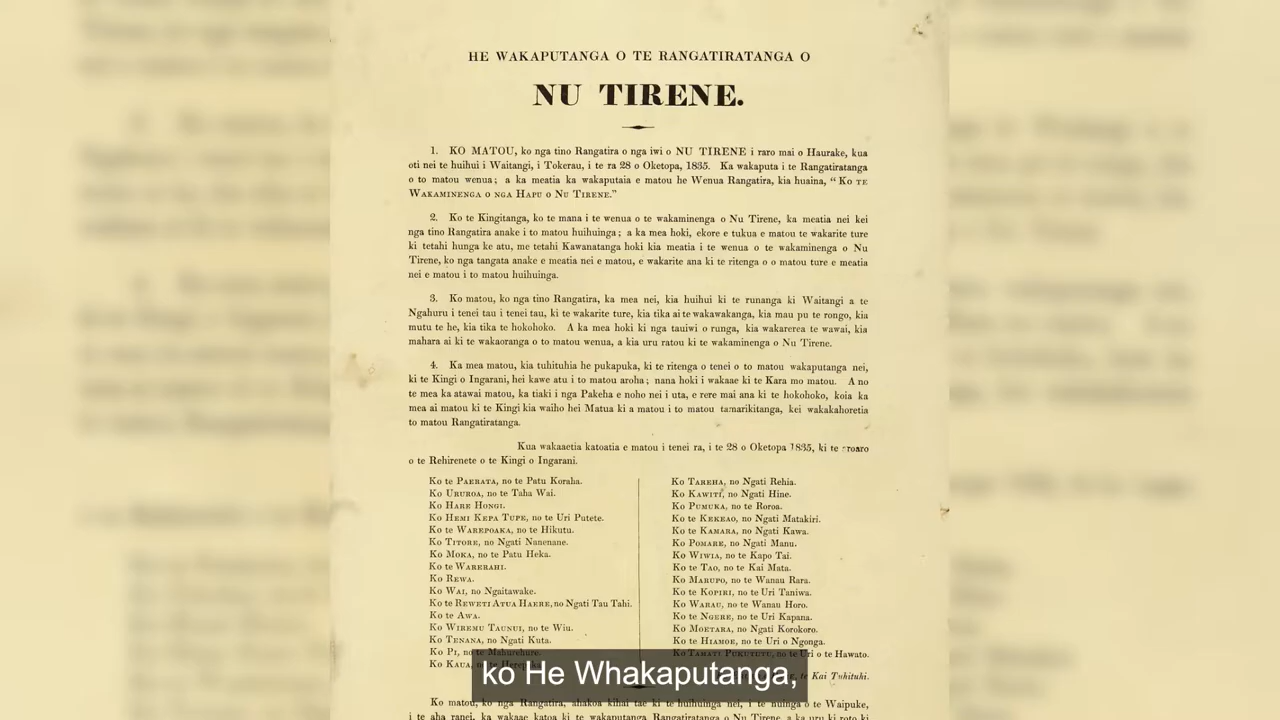 HE WAKAPUTANGA O TE RANGATIRATANGA O
NU TIRENE.
1. KO MATOU, ko nga tino Rangatira o nga iwi o NU TIRENE i raro mai o Haurake, kua
oti nei te huihui i Waitangi, i Tokerau, i te ra 28 o Oketopa, 1835. Ka wakaputa i te Rangatiratanga
o to matou wenua; a ka meatia ka wakaputaia e matou he Wenua Rangatira, kia huaina, “KO TE
WAKAMINENGA O NGA HAPU O NU TIRENE.”
2. Ko te Kingitanga, ko te mana i te wenua o te wakaminenga o Nu Tirene, ka meatia nei kei
nga tino Rangatira anake i to matou huihuinga; a ka mea hoki, ekore e tukua e matou te wakarite ture
ki tetahi hunga ke atu, me tetahi Kawanatanga hoki kia meatia i te wenua o te wakaminenga o Nu
Tirene, ko nga tangata anake e meatia nei e matou, e wakarite ana ki te ritenga o o matou ture e meatia
nei e matou i to matou huihuinga.
3. Ko matou, ko nga tino Rangatira, ka mea nei, kia huihui ki te runanga ki Waitangi a te
Ngahuru i tenei tau i tenei tau, ki te wakarite ture, kia tika ai te wakawakanga, kia mau pu te rongo, kia
mutu te he, kia tika te hokohoko. A ka mea hoki ki nga tauiwi o runga, kia wakarerea te wawai, kia
mahara ai ki te wakaoranga o to matou wenua, a kia uru ratou ki te wakaminenga o Nu Tirene.
4. Ka mea matou, kia tuhituhia he pukapuka, ki te ritenga o tenei o to matou wakaputanga nei,
ki te Kingi o Ingarani, hei kawe atu i to matou aroha; nana hoki i wakaae ki te Kara mo matou. A no
te mea ka atawai matou, ka tiaki i nga Pakeha e noho nei i uta, e rere mai ana ki te hokohoko, koia ka
mea ai matou ki te Kingi kia waiho hei Matua ki a matou i to matou tamarikitanga, kei wakakahoretia
to matou Rangatiratanga.
Kua wakaaetia katoatia e matou i tenei ra, i te 28 o Oketopa 1835, ki te aroaro
o te Rehirenete o te Kingi o Ingarani.
Ko te PAERATA, no te Patu Koraha.
Ko URUROA, no te Taha Wai.
Ko HARE HONGI.
Ko HEMI KEPA TUPE, no te Uri Putete.
Ko te WAREPOAKA, no te Hikutu.
Ko TITORE, no Ngati Nanenane.
Ko MOKA, no te Patu Heka.
Ko te WARERAHI.
Ko REWA.
Ko WAI, no Ngaitawake.
Ko te REWETI ATUA HAERE, no Ngati Tau Tahi.
Ko te AWA.
Ko WIREMU TAUNUI, no te Wiu.
Ko TENANA, no Ngati Kuta.
Ko PI, no te Mahurehure.
Ko KAUA, no te Herepaka
Ko TAREHA, no Ngati Rehia.
Ko KAWITI, no Ngati Hine.
Ko PUMUKA, no te Roroa.
Ko te KEKEAO, no Ngati Matakiri.
Ko te KAMARA, no Ngati Kawa.
Ko POMARE, no Ngati Manu.
Ko WIWIA, no te Kapo Tai.
Ko te TAO, no te Kai Mata.
Ko MARUPO, no te Wanau Rara.
Ko te KOPIRI, no te Uri Taniwa.
Ko WARAU, no te Wanau Horo.
Ko te NGERE, no te Uri Kapana.
Ko MOETARA, no Ngati Korokoro.
Ko te HIAMOE, no te Uri o Ngonga.
Ko TAMATI PUKUTUTU, no te Uri o te Hawato.
te Kai Tuhituhi.
ko He Whakaputanga,
Ko matou, ko nga Rangatira, ahakoa kihai tae ki te huihuinga nei, i te nuinga o te Waipuke,
i te aha ranei, ka wakaae katoa ki te wakaputanga Rangatiratanga o Nu Tirene, a ka uru ki roto ki